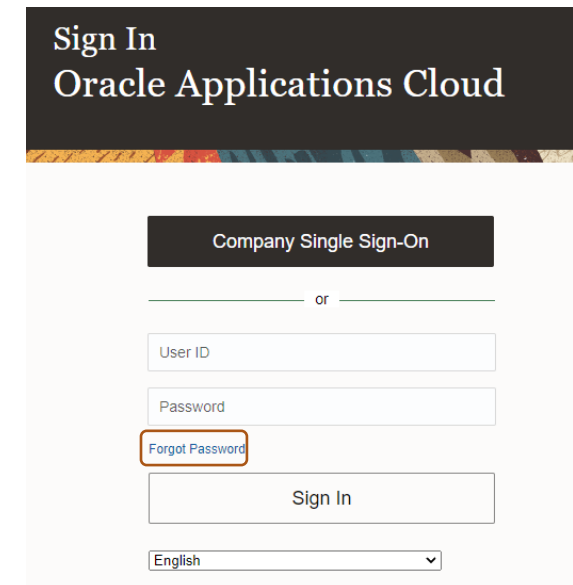 Sign In
Oracle Applications Cloud
Company Single Sign-On
or
User ID
Password
Forgot Password
Sign In
English